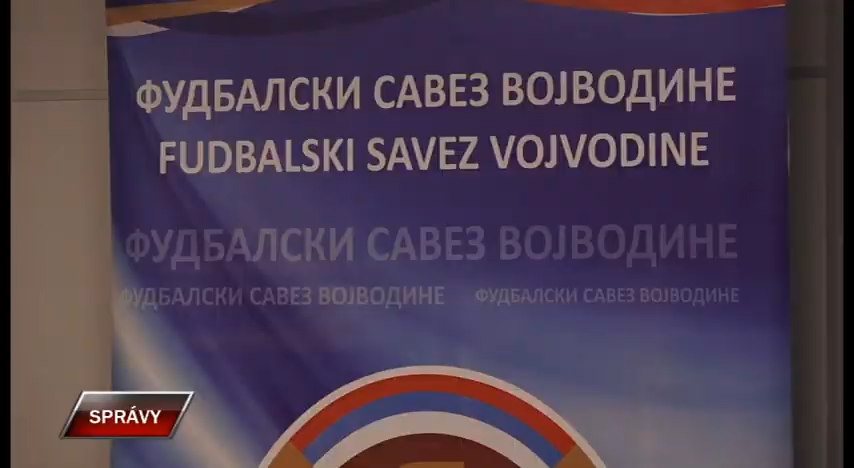 ФУДБАЛСКИ САВЕЗ ВОЈВОДИНЕ
FUDBALSKI SAVEZ VOJVODINE
ФУДБАЛСКИ САВЕЗ ВОЈВОДИНЕ
ФУДБАЛСКИ САВЕЗ ВОЈВОДИНЕ ФУДБАЛСКИ САВЕЗ ВОЈВОДИНЕ
SPRÁVY